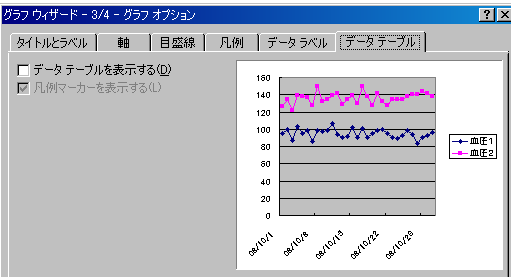 グラフ ウィザード - 3/4 - グラフ オプション
タイトルとラベル 軸 目盛線 凡例 データ ラベル データ テーブル
データ テーブルを表示する(D)
凡例マーカーを表示する(L)
160
140
120
100
80
60
40
20
0
08/10/1 08/10/8 08/10/15 08/10/22 08/10/29
血圧1
血圧2